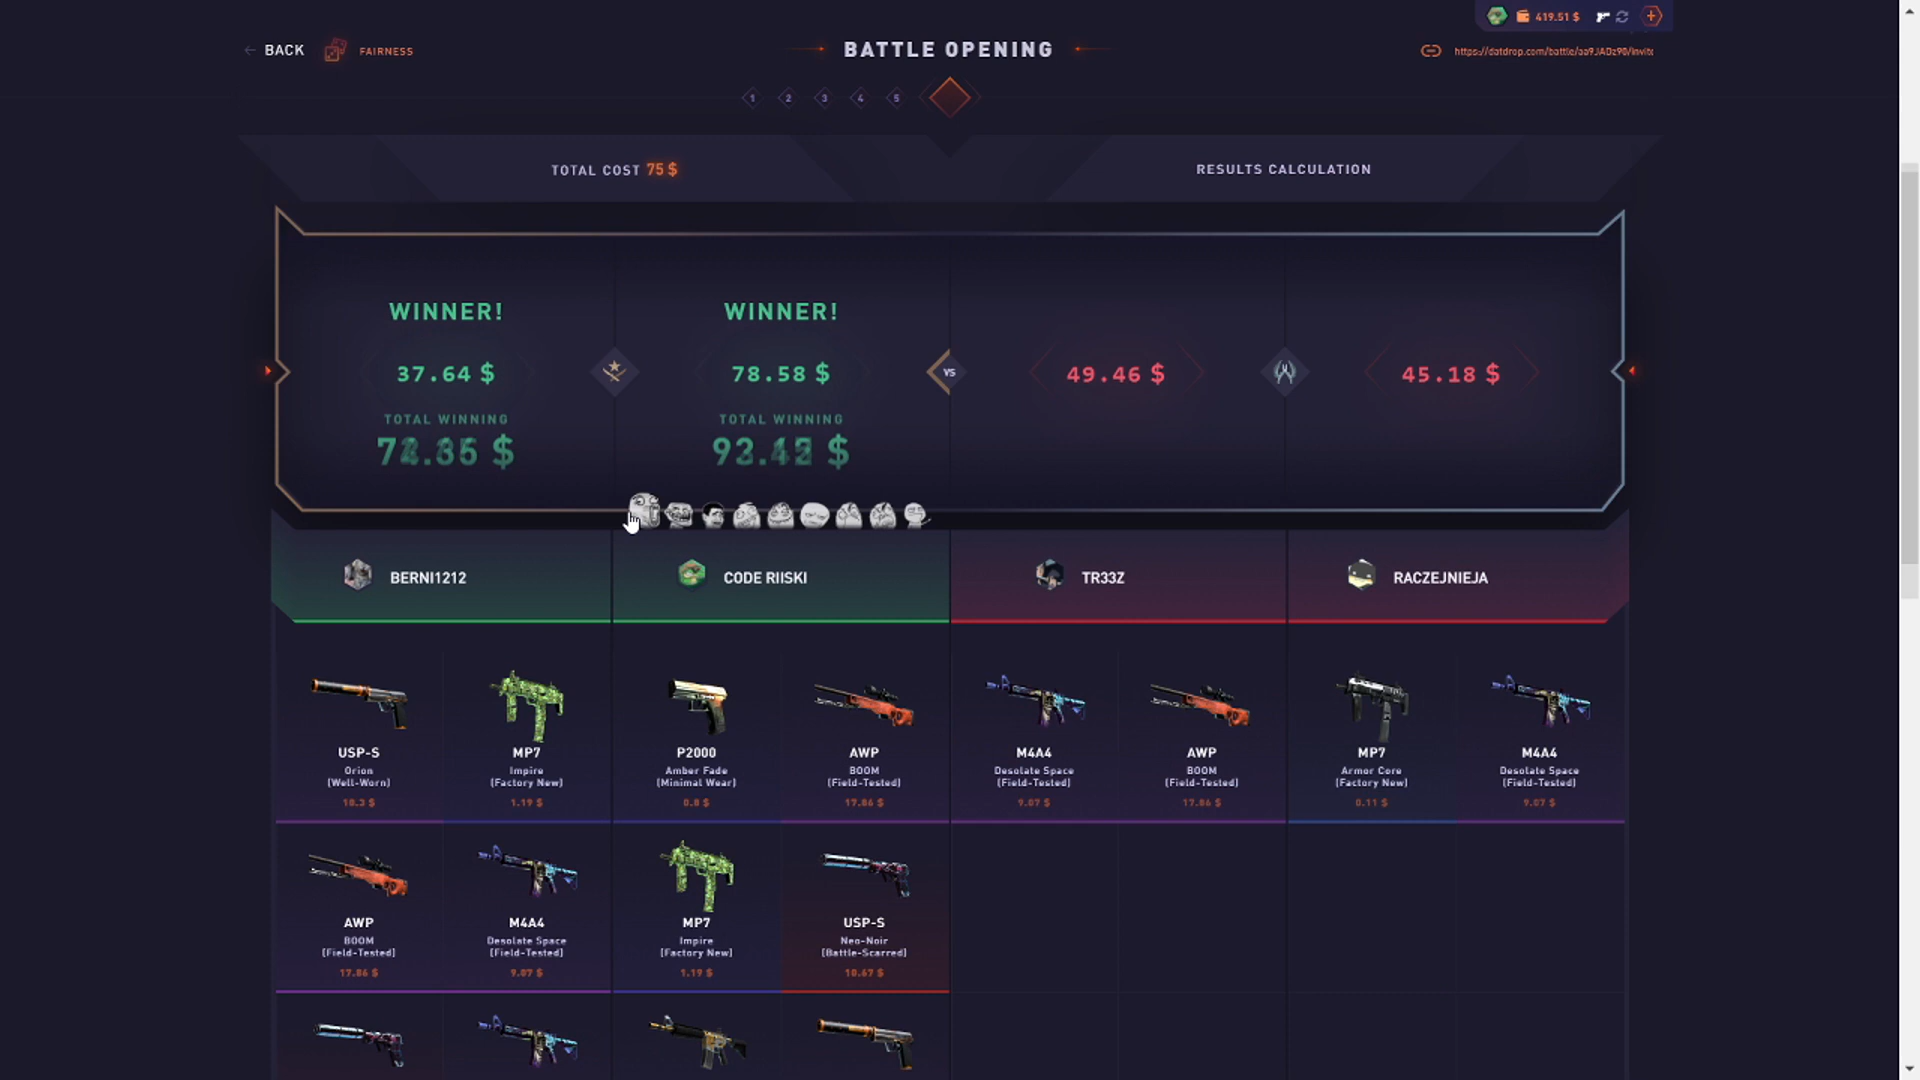 419.51 $
BACK
FAIRNESS
BATTLE OPENING
https://datdrop.com/battle/aa9JADz90/invite
1 2 3 4 5
TOTAL COST 75 $
RESULTS CALCULATION
WINNER!
WINNER!
37.64 $
78.58 $
VS
49.46 $
45.18 $
TOTAL WINNING
TOTAL WINNING
BERNI1212
CODE RIISKI
TR33Z
RACZEJNIEJA
USP-S
Orion
(Well-Worn)
10.3 $
MP7
Impire
(Factory New)
1.19 $
P2000
Amber Fade
(Minimal Wear)
0.8 $
AWP
BOOM
(Field-Tested)
17.86 $
M4A4
Desolate Space
(Field-Tested)
9.07 $
AWP
BOOM
(Field-Tested)
17.86 $
MP7
Armor Core
(Factory New)
0.11 $
M4A4
Desolate Space
(Field-Tested)
9.07 $
AWP
BOOM
(Field-Tested)
17.86 $
M4A4
Desolate Space
(Field-Tested)
9.07 $
MP7
Impire
(Factory New)
1.19 $
USP-S
Neo-Noir
(Battle-Scarred)
10.67 $